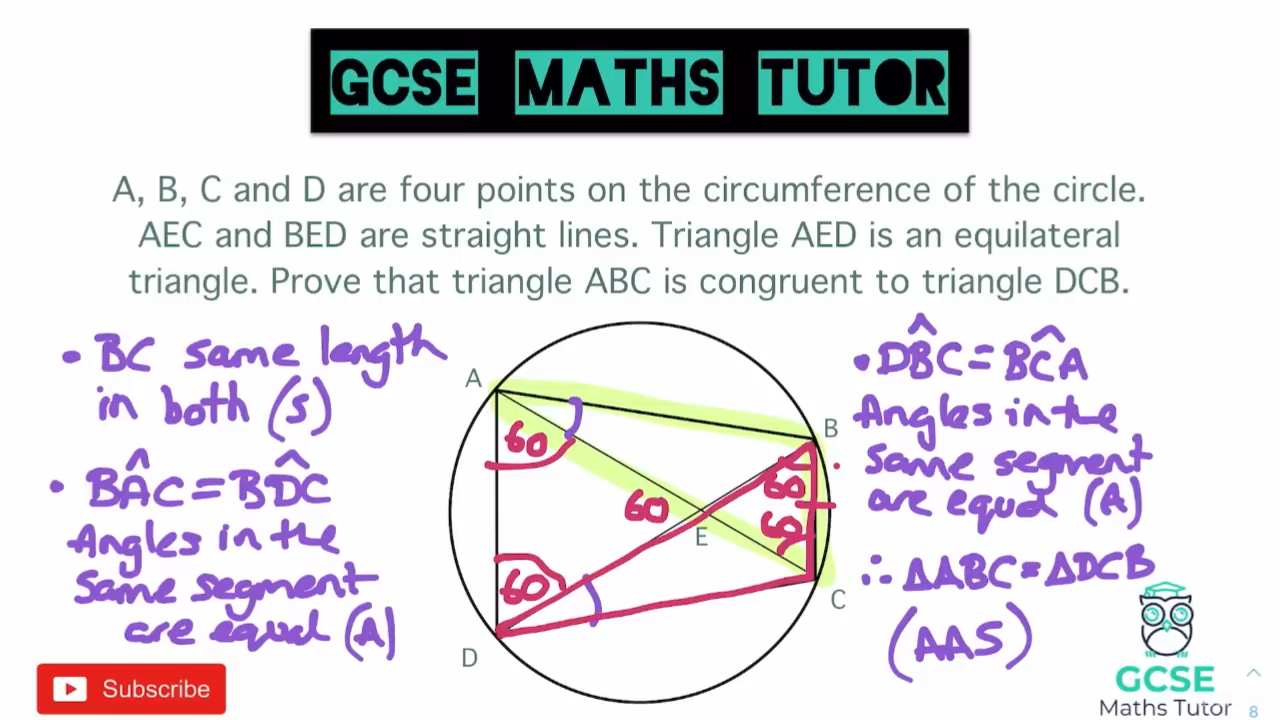 GCSE MATHS TUTOR
A, B, C and D are four points on the circumference of the circle.
AEC and BED are straight lines. Triangle AED is an equilateral
triangle. Prove that triangle ABC is congruent to triangle DCB.
• BC same length
in both (S)
• BÂC = BD̂C
Angles in the
same segment
are equal (A)
A
B
60
60
60
E
60
60
C
D
• DB̂C = BĈA
Angles in the
same segment
are equal (A)
∴ ΔABC = ΔDCB
(AAS)
Subscribe
GCSE
Maths Tutor
8